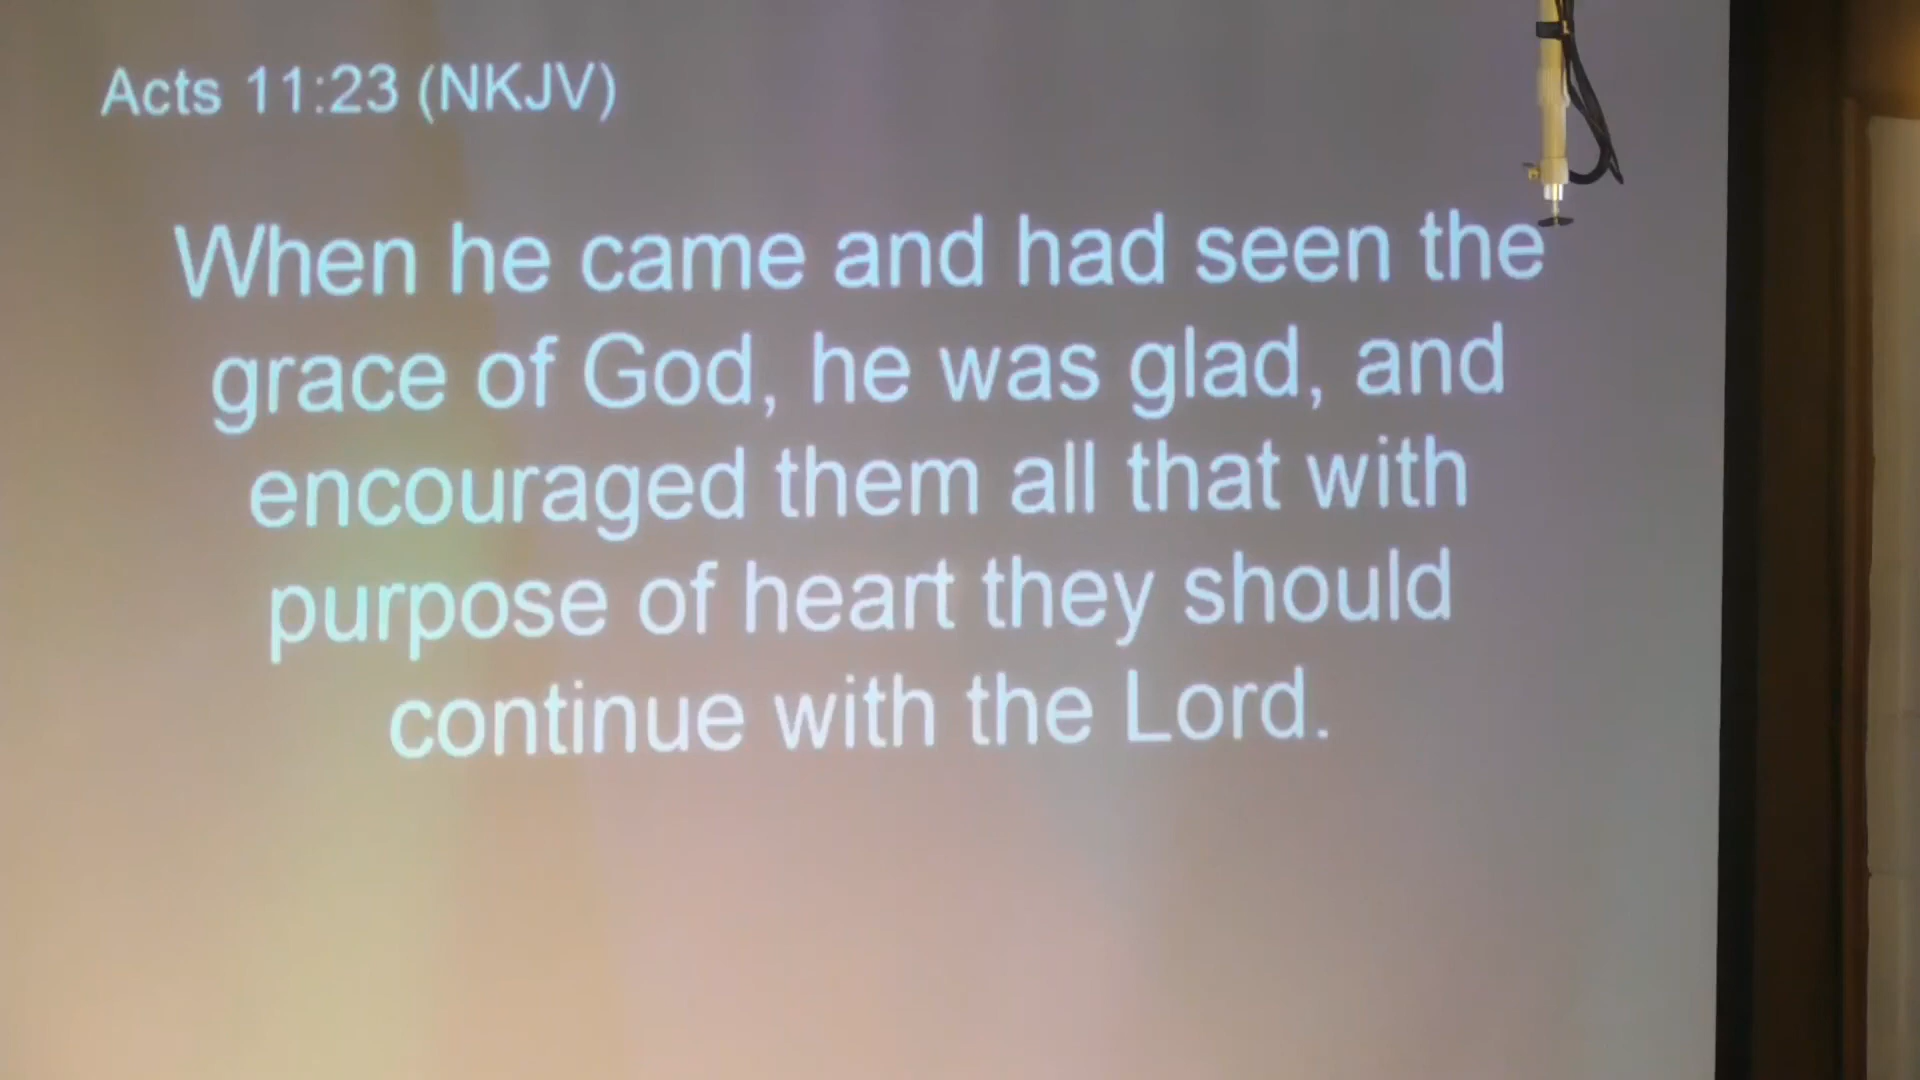 Acts 11:23 (NKJV)
When he came and had seen the
grace of God, he was glad, and
encouraged them all that with
purpose of heart they should
continue with the Lord.